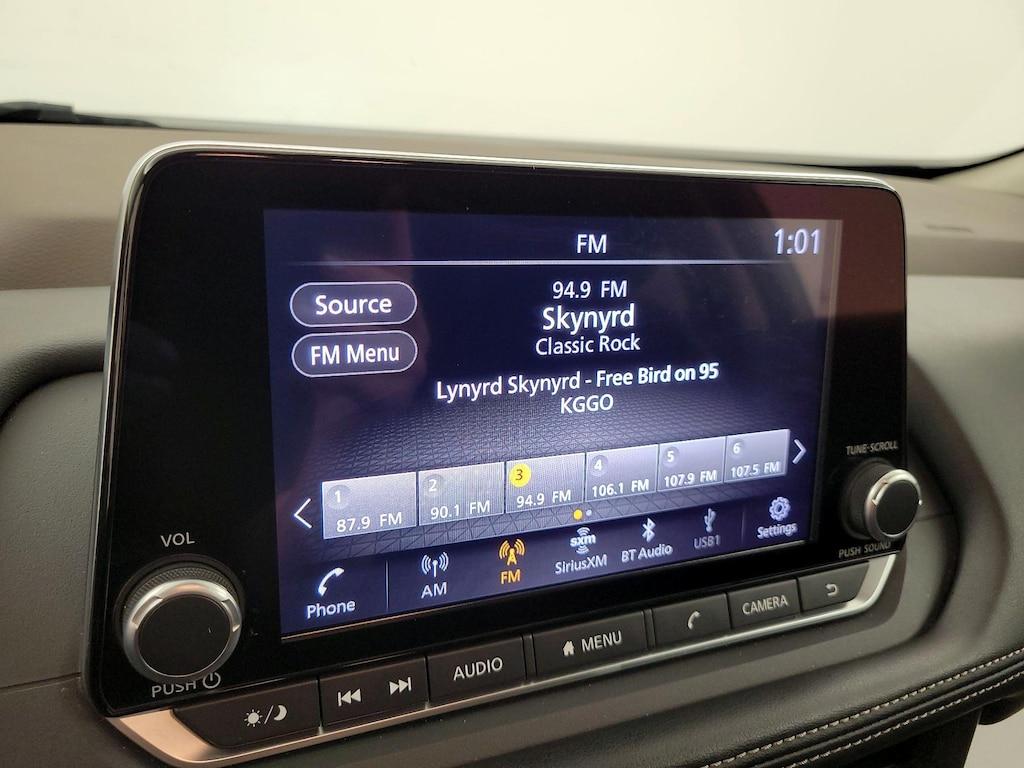 FM
1:01
Source
FM Menu
94.9 FM
Skynyrd
Classic Rock
Lynyrd Skynyrd - Free Bird on 95
KGGO
1
87.9 FM
2
90.1 FM
3
94.9 FM
4
106.1 FM
5
107.9 FM
6
107.5 FM
Phone
AM
FM
sxm
SiriusXM
BT Audio
USB1
Settings
VOL
PUSH
TUNE·SCROLL
PUSH SOUND
AUDIO
MENU
CAMERA